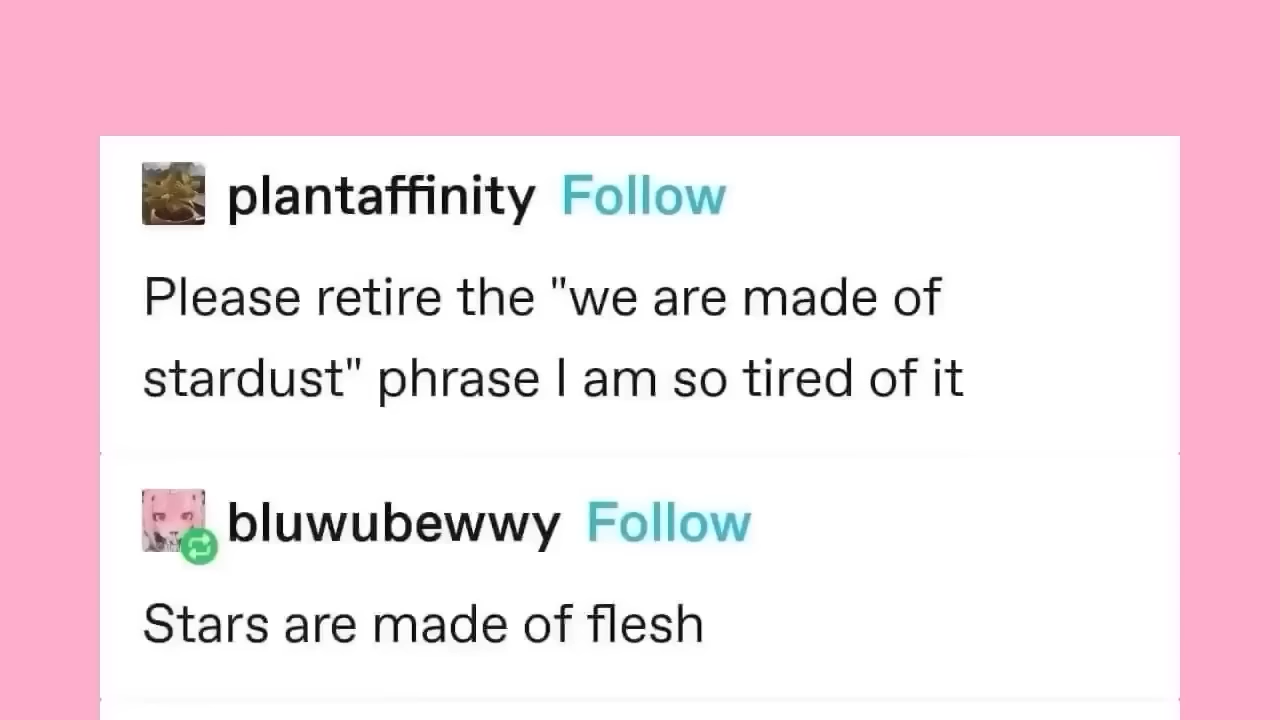 plantaffinity Follow
Please retire the "we are made of
stardust" phrase I am so tired of it
bluwubewwy Follow
Stars are made of flesh